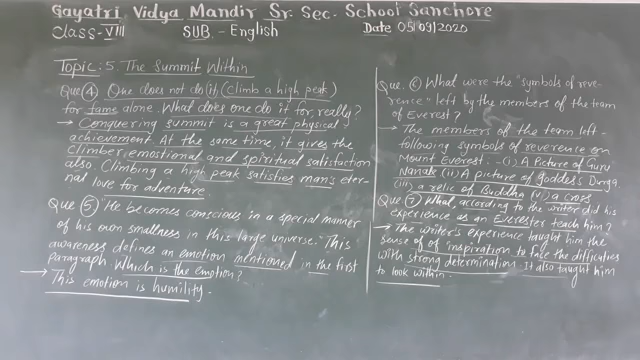 Gayatri Vidya Mandir Sr. Sec. School Sanchore
Class-VIII SUB. - English Date 05/09/2020
Topic: 5. The Summit Within
Que ④ One does not do (it) (climb a high peak)
for fame alone. What does one do it for, really?
→ Conquering summit is a great physical
achievement. At the same time, it gives the
climber, emostional and spiritual satisfaction
also. Climbing a high peak satisfies man's eter-
nal love for adventure.
Que ⑤ "He becomes conscious in a special manner
of his own smallness in this large universe." This
awareness defines an emotion mentioned in the first
Paragraph. Which is the emotion?
→ This emotion is humility.
Que. ⑥ What were the "symbols of reve-
rence" left by the members of the team
of Everest?
→ The members of the team left
following symbols of reverence on
Mount Everest. - (i) A Picture of Guru
Nanak (ii) A picture of goddess Durga.
(iii) a relic of Buddha (vi) a cross
Que ⑦ What, according to the writer did his
experience as an Everester teach him?
→ The writer's experience taught him the
sense of of inspiration to face the difficulties
with strong determination. It also taught him
to look within.